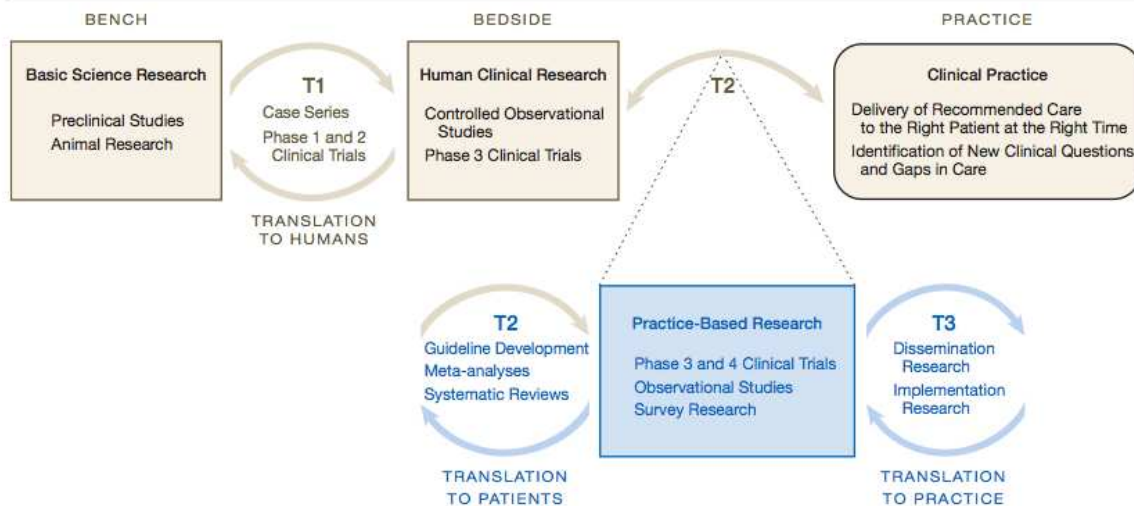 BENCH
BEDSIDE
PRACTICE
Basic Science Research
Preclinical Studies
Animal Research
T1
Case Series
Phase 1 and 2
Clinical Trials
TRANSLATION
TO HUMANS
Human Clinical Research
Controlled Observational
Studies
Phase 3 Clinical Trials
T2
Clinical Practice
Delivery of Recommended Care
to the Right Patient at the Right Time
Identification of New Clinical Questions
and Gaps in Care
T2
Guideline Development
Meta-analyses
Systematic Reviews
TRANSLATION
TO PATIENTS
Practice-Based Research
Phase 3 and 4 Clinical Trials
Observational Studies
Survey Research
T3
Dissemination
Research
Implementation
Research
TRANSLATION
TO PRACTICE